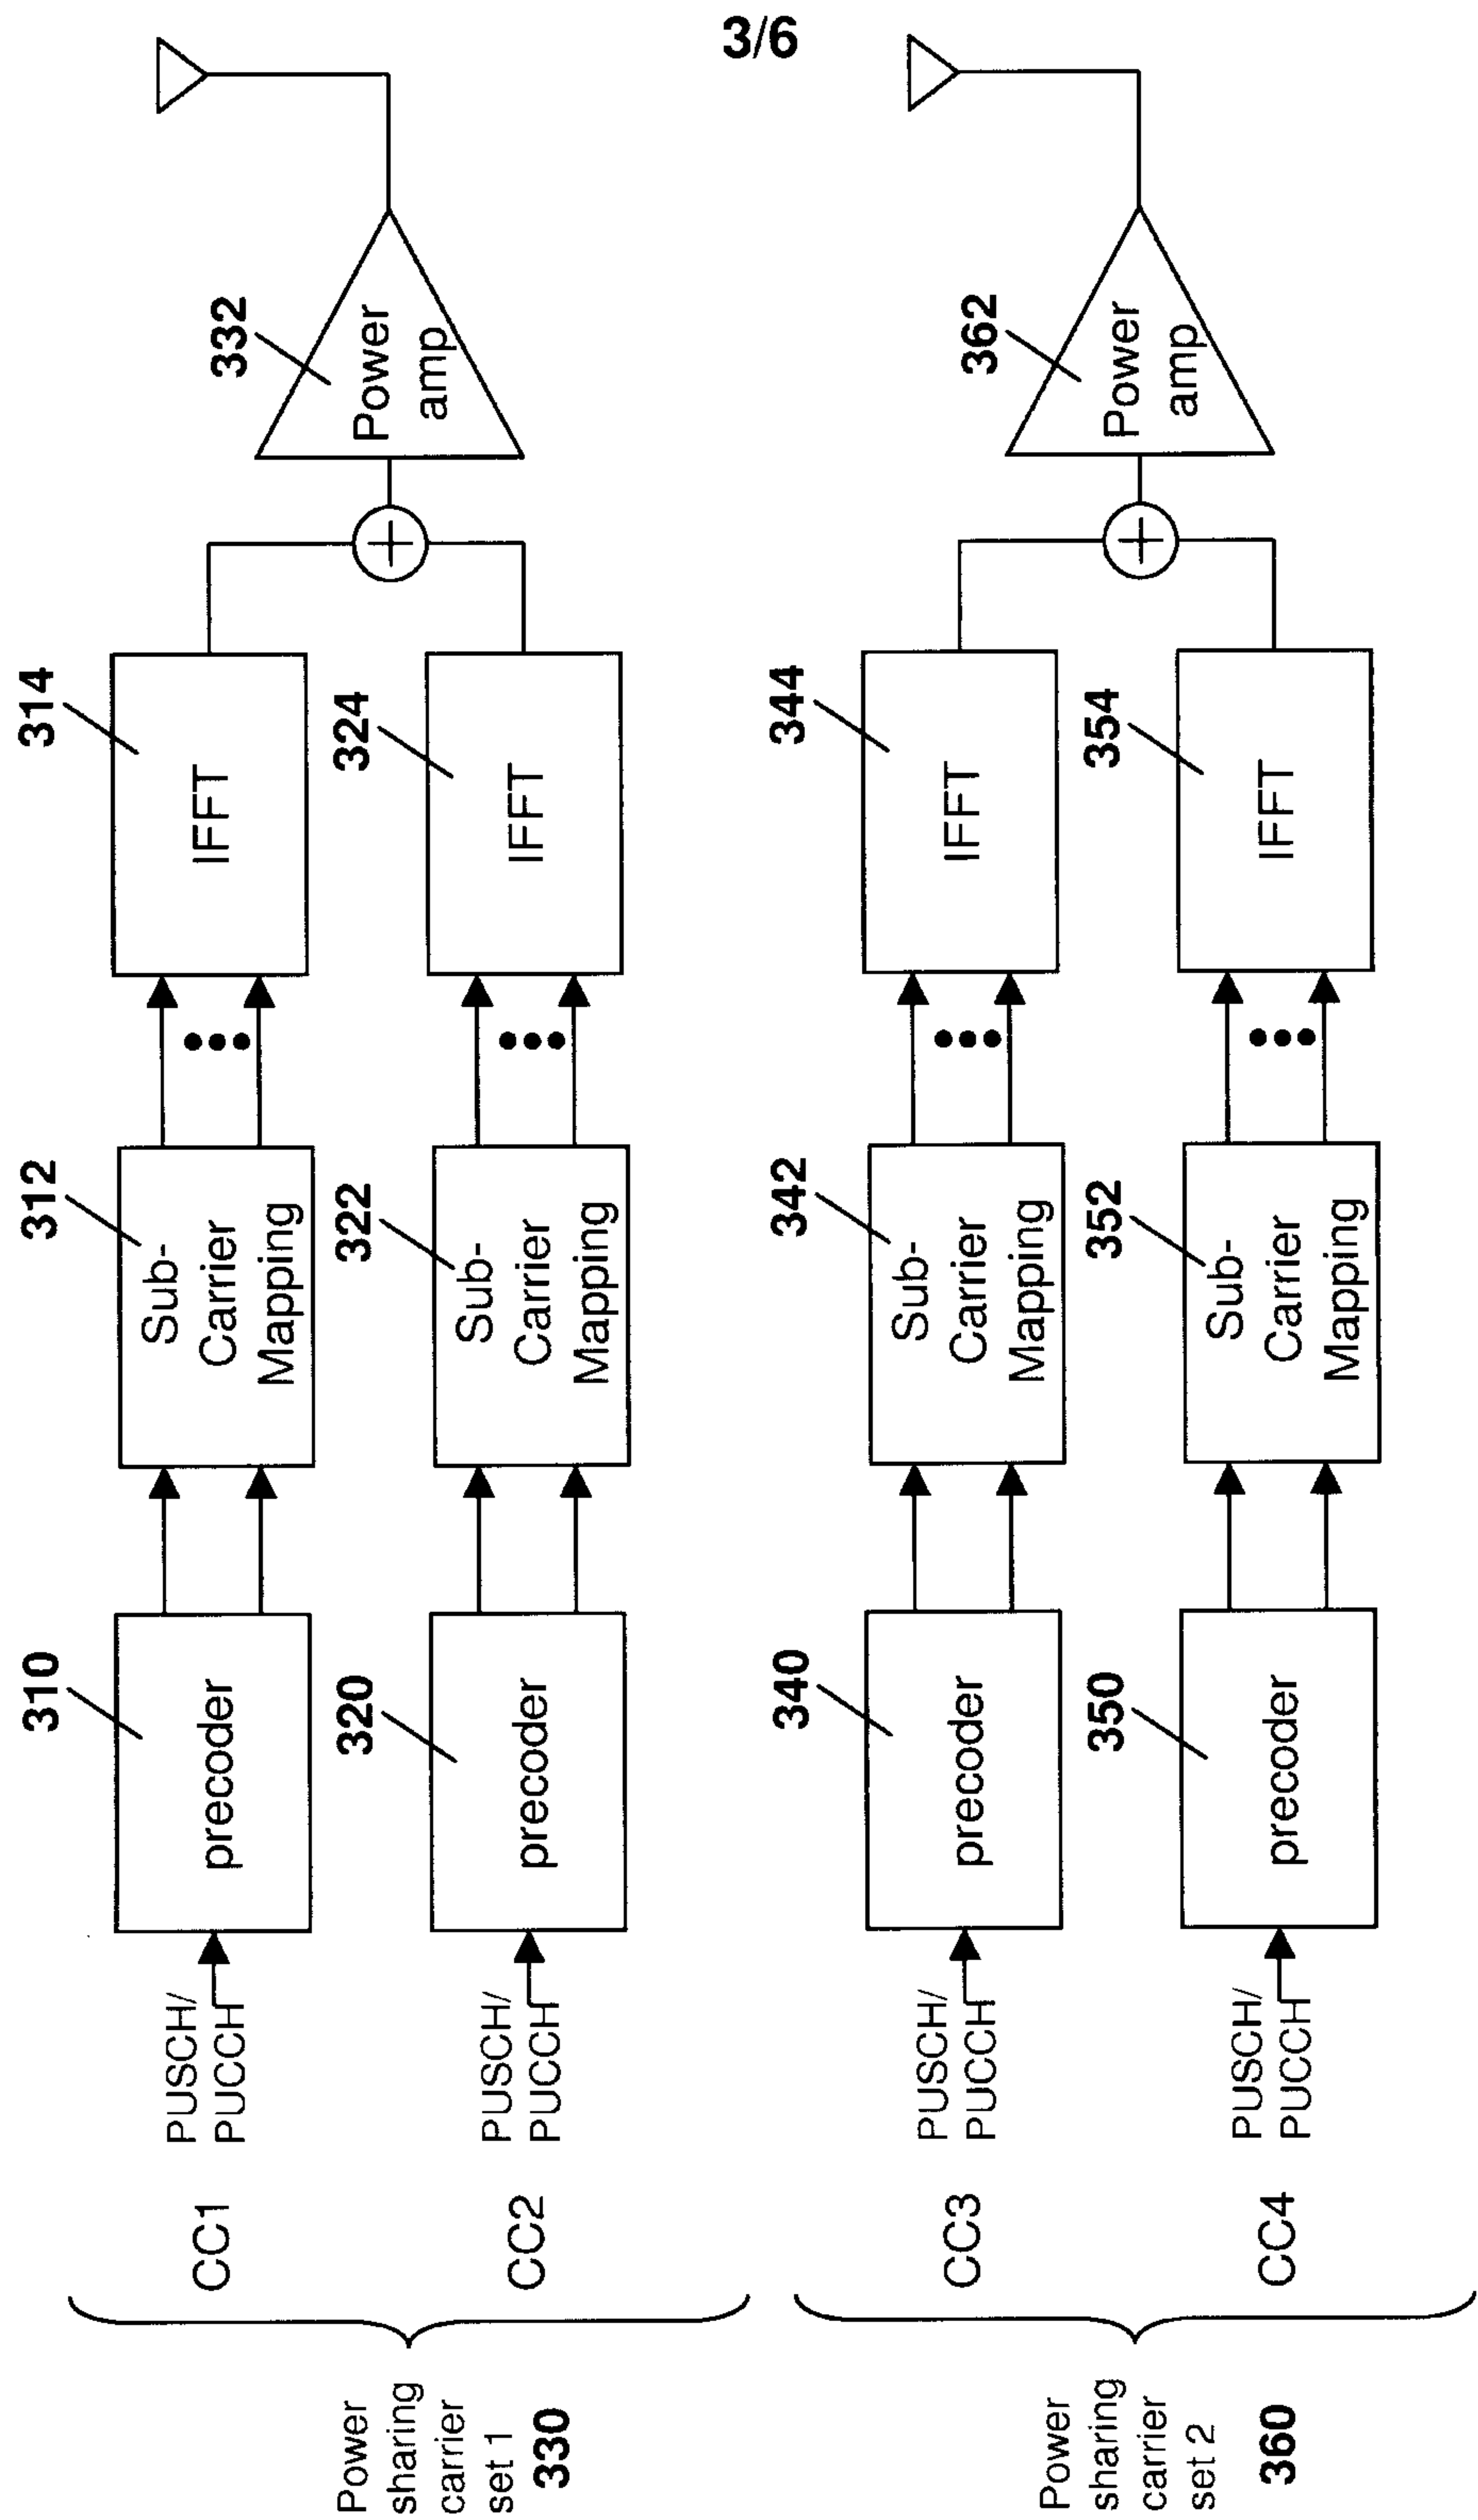 3/6
Power
sharing
carrier
set 1
330
CC1
PUSCH/
PUCCH
310
precoder
312
Sub-
Carrier
Mapping
314
IFFT
CC2
PUSCH/
PUCCH
320
precoder
322
Sub-
Carrier
Mapping
324
IFFT
332
Power
amp
Power
sharing
carrier
set 2
360
CC3
PUSCH/
PUCCH
340
precoder
342
Sub-
Carrier
Mapping
344
IFFT
CC4
PUSCH/
PUCCH
350
precoder
352
Sub-
Carrier
Mapping
354
IFFT
362
Power
amp